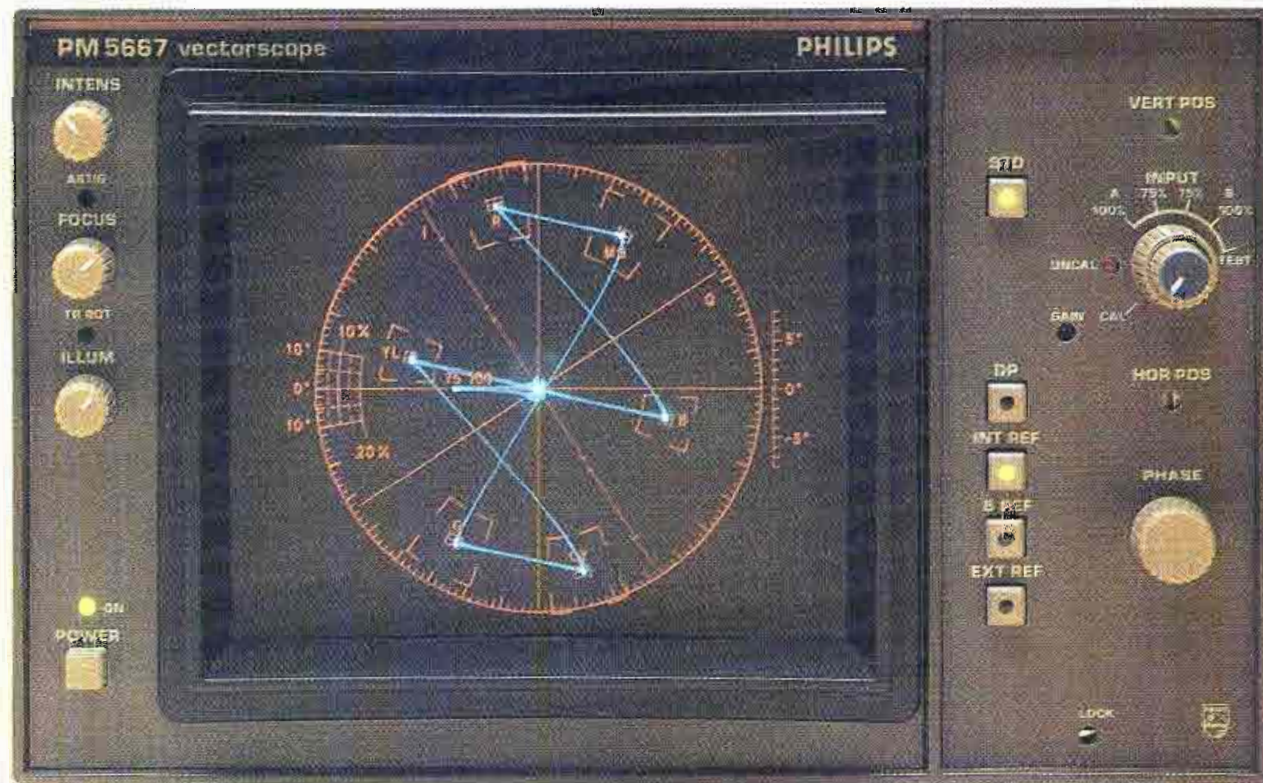 PM 5667 vectorscope
PHILIPS
INTENS
ASTIG
FOCUS
TR ROT
ILLUM
ON
POWER
R
MG
I
Q
YL
B
G
75 100
10%
20%
10°
0°
10°
5°
0°
-5°
VERT POS
STD
INPUT
A
B
100%
75%
75%
100%
TEST
UNCAL
GAIN
CAL
DP
HOR POS
INT REF
PHASE
B REF
EXT REF
LOCK